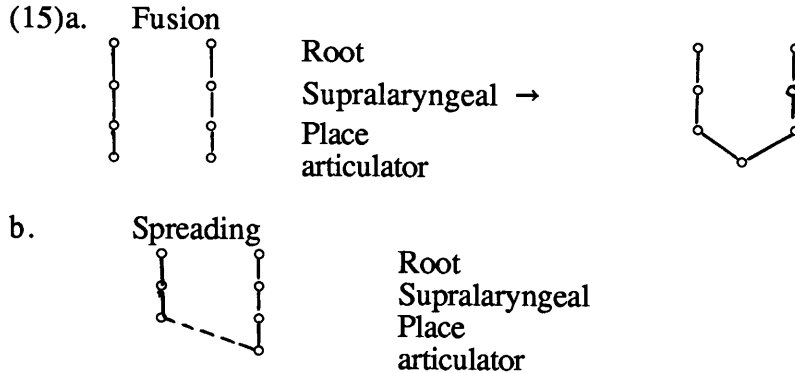 (15)a. Fusion
Root
Supralaryngeal →
Place
articulator
b. Spreading
Root
Supralaryngeal
Place
articulator